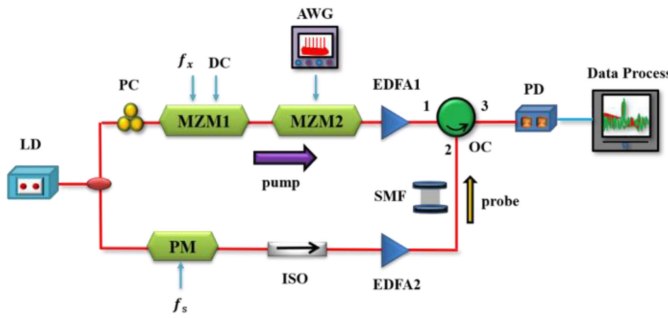 AWG
f_x DC
PC
EDFA1
PD
Data Process
MZM1
MZM2
1
3
2
OC
LD
pump
SMF
probe
PM
ISO
EDFA2
f_s